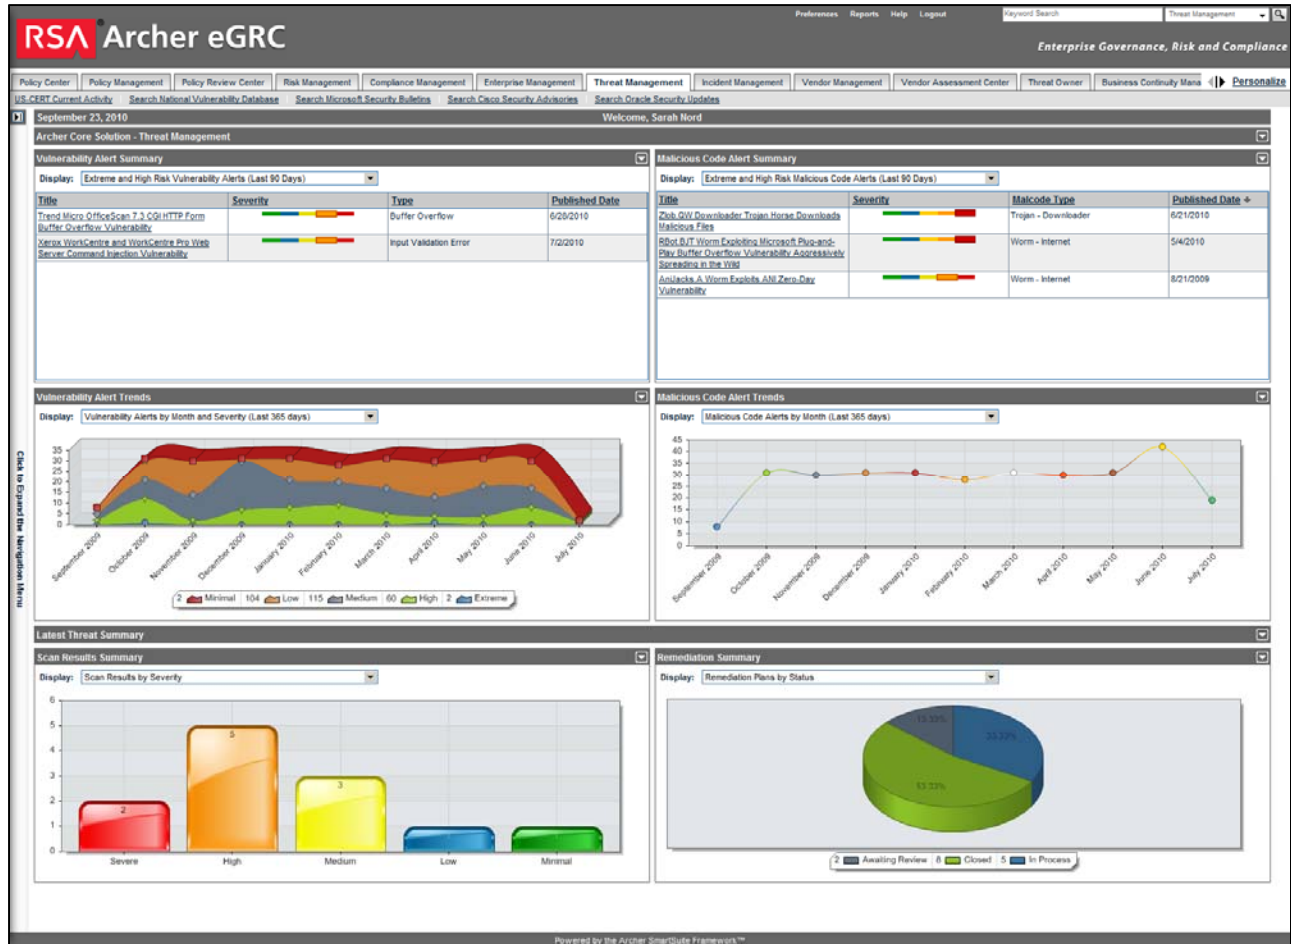 Preferences Reports Help Logout Keyword Search Threat Management
RSA Archer eGRC
Enterprise Governance, Risk and Compliance
Policy Center Policy Management Policy Review Center Risk Management Compliance Management Enterprise Management Threat Management Incident Management Vendor Management Vendor Assessment Center Threat Owner Business Continuity Mana Personalize
US-CERT Current Activity Search National Vulnerability Database Search Microsoft Security Bulletins Search Cisco Security Advisories Search Oracle Security Updates
September 23, 2010 Welcome, Sarah Nord
Archer Core Solution - Threat Management
Vulnerability Alert Summary
Display: Extreme and High Risk Vulnerability Alerts (Last 90 Days)
Title Severity Type Published Date
Trend Micro OfficeScan 7.3 CGI HTTP Form Buffer Overflow 6/28/2010
Buffer Overflow Vulnerability
Xerox WorkCentre and WorkCentre Pro Web Input Validation Error 7/2/2010
Server Command Injection Vulnerability
Malicious Code Alert Summary
Display: Extreme and High Risk Malicious Code Alerts (Last 90 Days)
Title Severity Malcode Type Published Date
Zlob.GW Downloader Trojan Horse Downloads Trojan - Downloader 6/21/2010
Malicious Files
RBot.BJT Worm Exploiting Microsoft Plug-and- Worm - Internet 5/4/2010
Play Buffer Overflow Vulnerability Aggressively
Spreading in the Wild
AniJacks.A Worm Exploits ANI Zero-Day Worm - Internet 8/21/2009
Vulnerability
Vulnerability Alert Trends
Display: Vulnerability Alerts by Month and Severity (Last 365 days)
35
30
25
20
15
10
5
0
September 2009 October 2009 November 2009 December 2009 January 2010 February 2010 March 2010 April 2010 May 2010 June 2010 July 2010
2 Minimal 104 Low 115 Medium 60 High 2 Extreme
Malicious Code Alert Trends
Display: Malicious Code Alerts by Month (Last 365 days)
45
40
35
30
25
20
15
10
5
0
September 2009 October 2009 November 2009 December 2009 January 2010 February 2010 March 2010 April 2010 May 2010 June 2010 July 2010
Click to Expand the Navigation Menu
Latest Threat Summary
Scan Results Summary
Display: Scan Results by Severity
6
5
4
3
2
1
0
2 5 3
Severe High Medium Low Minimal
Remediation Summary
Display: Remediation Plans by Status
13.33%
33.33%
53.33%
2 Awaiting Review 8 Closed 5 In Process
Powered by the Archer SmartSuite Framework™